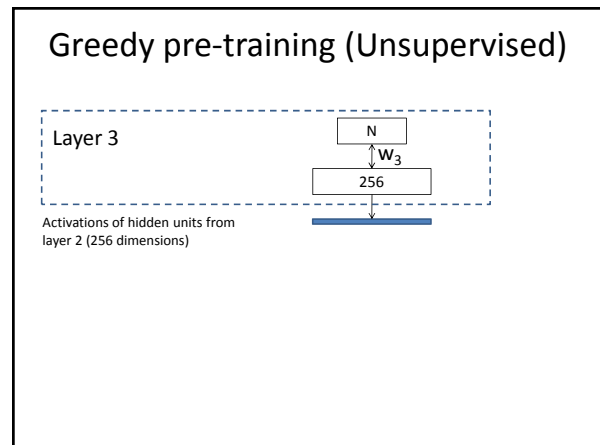 Greedy pre-training (Unsupervised)
Layer 3
N
W3
256
Activations of hidden units from
layer 2 (256 dimensions)